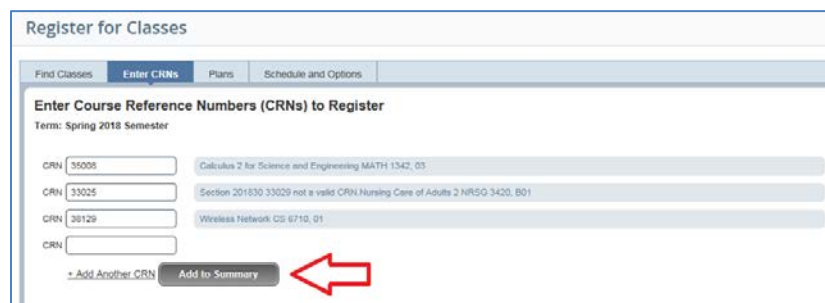 Register for Classes
Find Classes Enter CRNs Plans Schedule and Options
Enter Course Reference Numbers (CRNs) to Register
Term: Spring 2018 Semester
CRN 35008 Calculus 2 for Science and Engineering MATH 1342, 03
CRN 33025 Section 201830 33029 not a valid CRN.Nursing Care of Adults 2 NRSG 3420, B01
CRN 38129 Wireless Network CS 6710, 01
CRN
+ Add Another CRN Add to Summary